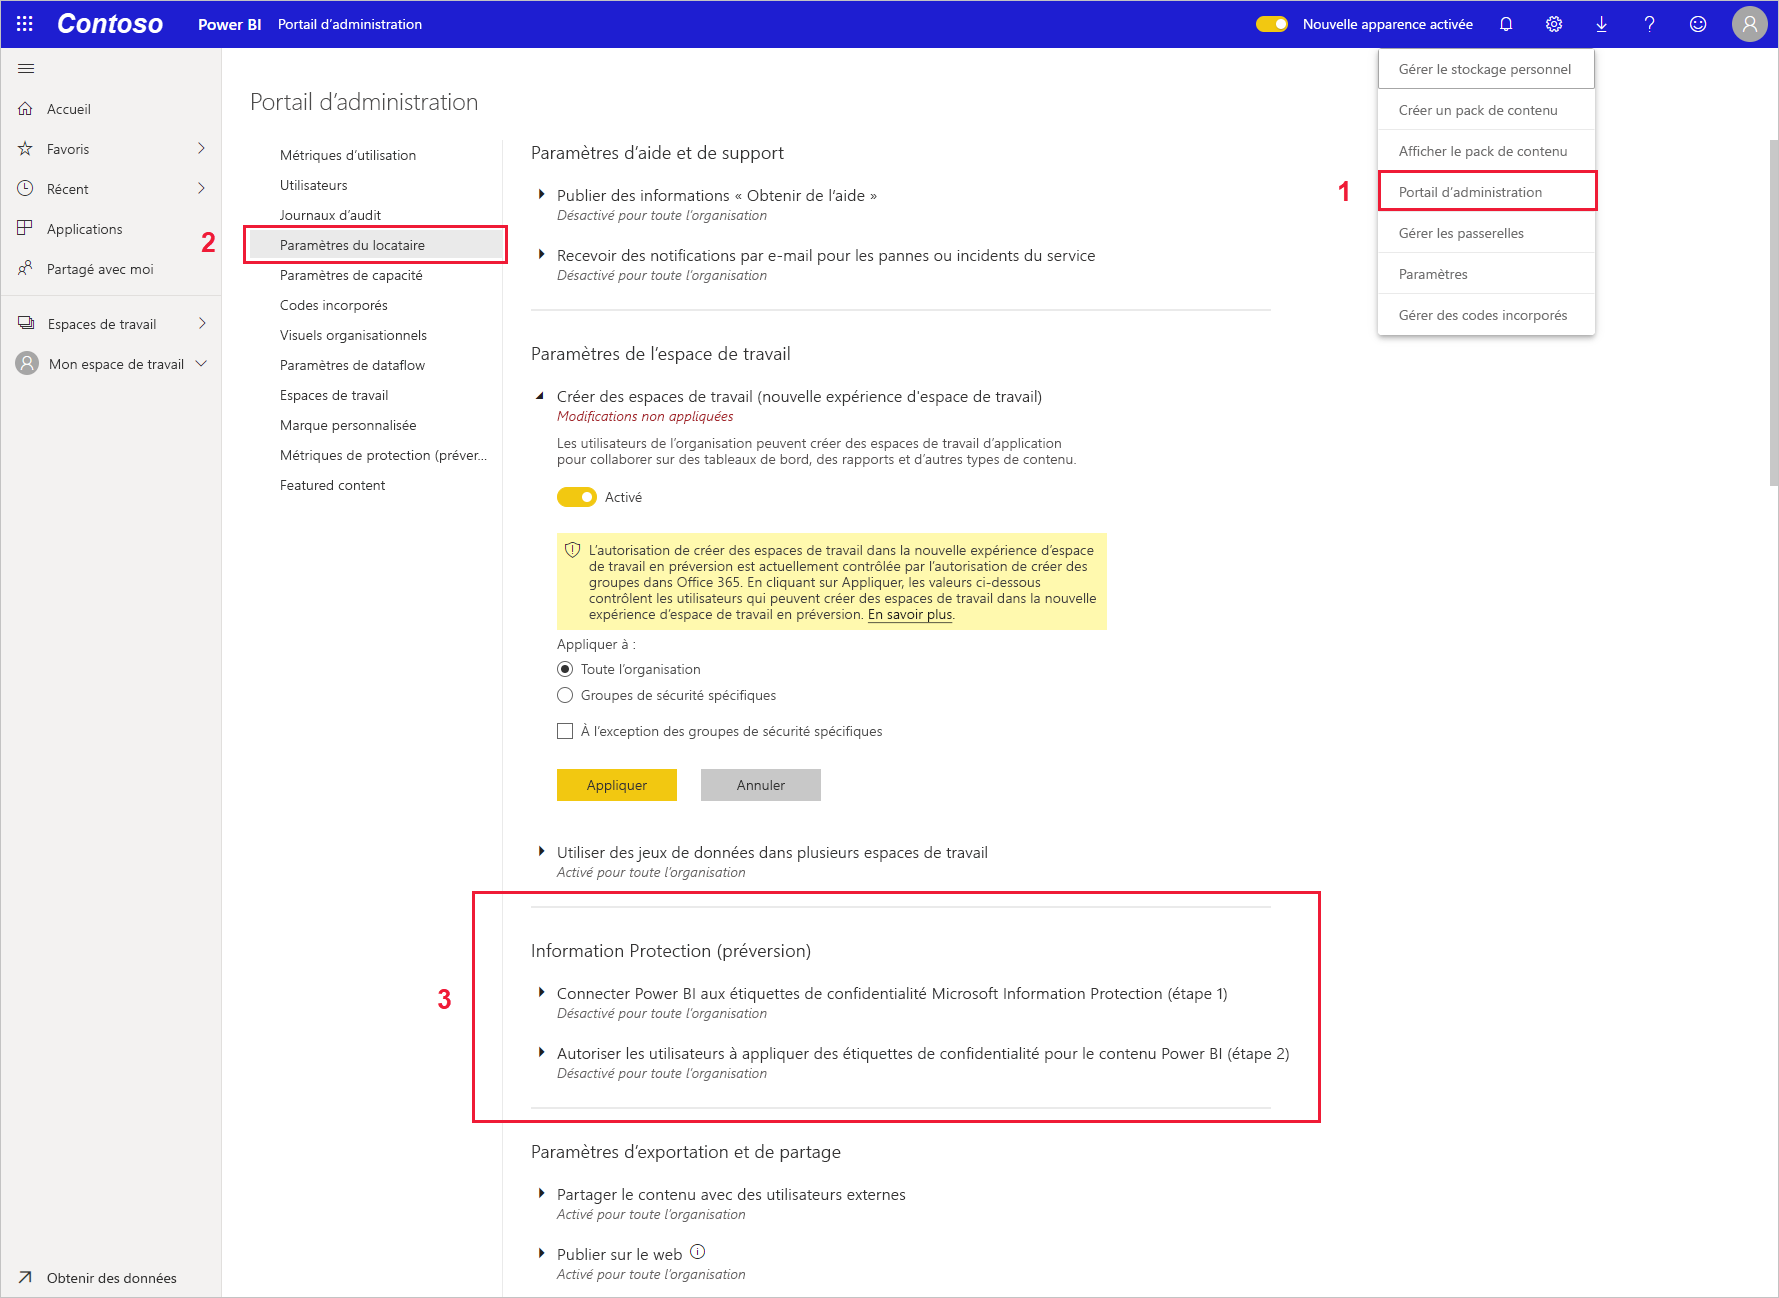 Contoso
Power BI
Portail d’administration
Nouvelle apparence activée
Accueil
Favoris
Récent
Applications
Partagé avec moi
Espaces de travail
Mon espace de travail
Obtenir des données
Portail d’administration
Métriques d’utilisation
Utilisateurs
Journaux d’audit
2
Paramètres du locataire
Paramètres de capacité
Codes incorporés
Visuels organisationnels
Paramètres de dataflow
Espaces de travail
Marque personnalisée
Métriques de protection (préver...
Featured content
Paramètres d’aide et de support
Publier des informations « Obtenir de l’aide »
Désactivé pour toute l'organisation
Recevoir des notifications par e-mail pour les pannes ou incidents du service
Désactivé pour toute l'organisation
Paramètres de l’espace de travail
Créer des espaces de travail (nouvelle expérience d'espace de travail)
Modifications non appliquées
Les utilisateurs de l’organisation peuvent créer des espaces de travail d’application
pour collaborer sur des tableaux de bord, des rapports et d’autres types de contenu.
Activé
L’autorisation de créer des espaces de travail dans la nouvelle expérience d’espace
de travail en préversion est actuellement contrôlée par l’autorisation de créer des
groupes dans Office 365. En cliquant sur Appliquer, les valeurs ci-dessous
contrôlent les utilisateurs qui peuvent créer des espaces de travail dans la nouvelle
expérience d’espace de travail en préversion. En savoir plus.
Appliquer à :
Toute l’organisation
Groupes de sécurité spécifiques
À l’exception des groupes de sécurité spécifiques
Appliquer
Annuler
Utiliser des jeux de données dans plusieurs espaces de travail
Activé pour toute l'organisation
3
Information Protection (préversion)
Connecter Power BI aux étiquettes de confidentialité Microsoft Information Protection (étape 1)
Désactivé pour toute l'organisation
Autoriser les utilisateurs à appliquer des étiquettes de confidentialité pour le contenu Power BI (étape 2)
Désactivé pour toute l'organisation
Paramètres d’exportation et de partage
Partager le contenu avec des utilisateurs externes
Activé pour toute l'organisation
Publier sur le web
Activé pour toute l'organisation
Gérer le stockage personnel
Créer un pack de contenu
Afficher le pack de contenu
1
Portail d’administration
Gérer les passerelles
Paramètres
Gérer des codes incorporés